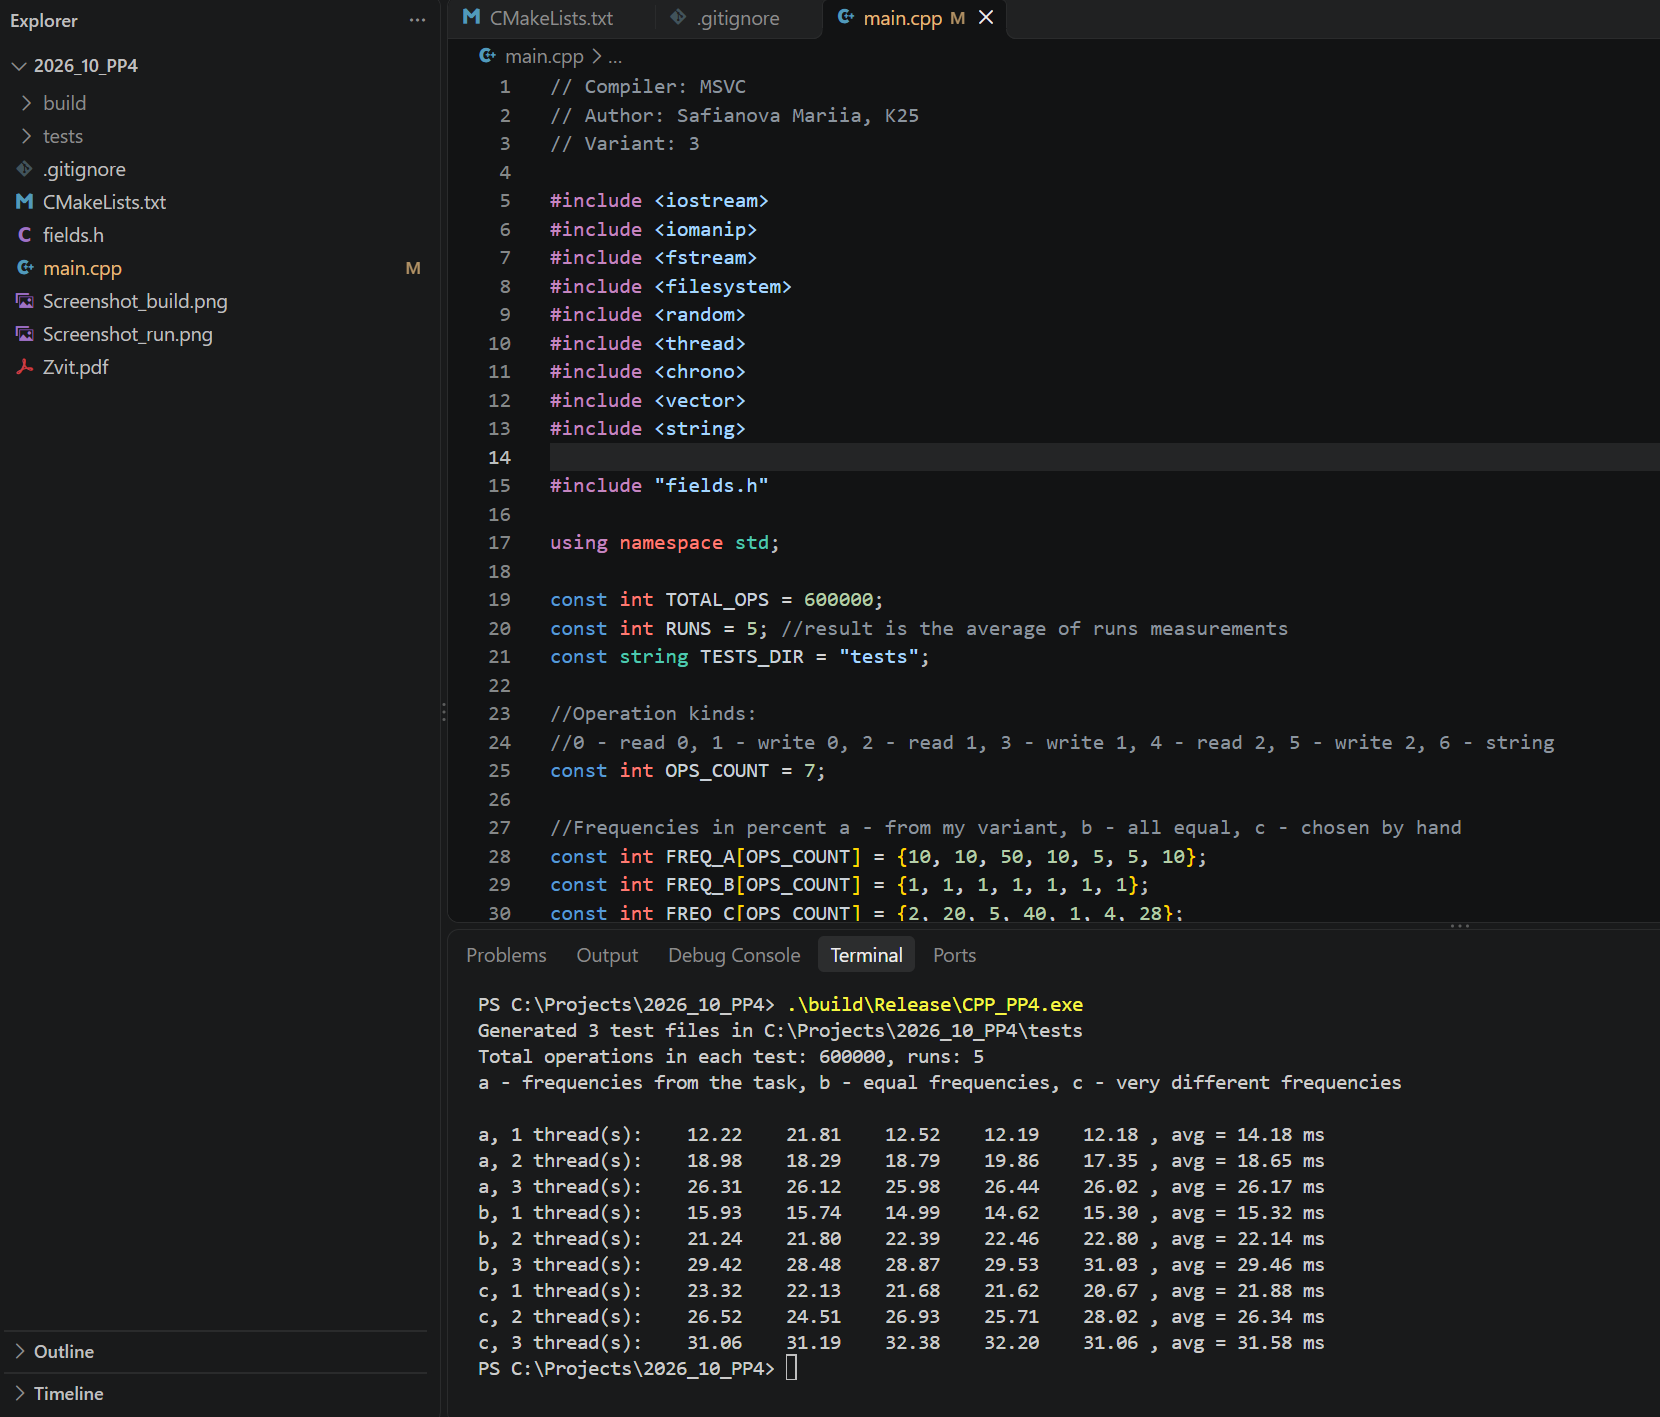 Explorer
2026_10_PP4
build
tests
.gitignore
CMakeLists.txt
fields.h
main.cpp M
Screenshot_build.png
Screenshot_run.png
Zvit.pdf
Outline
Timeline
CMakeLists.txt .gitignore main.cpp M
main.cpp > ...
1 // Compiler: MSVC
2 // Author: Safianova Mariia, K25
3 // Variant: 3
4
5 #include <iostream>
6 #include <iomanip>
7 #include <fstream>
8 #include <filesystem>
9 #include <random>
10 #include <thread>
11 #include <chrono>
12 #include <vector>
13 #include <string>
14
15 #include "fields.h"
16
17 using namespace std;
18
19 const int TOTAL_OPS = 600000;
20 const int RUNS = 5; //result is the average of runs measurements
21 const string TESTS_DIR = "tests";
22
23 //Operation kinds:
24 //0 - read 0, 1 - write 0, 2 - read 1, 3 - write 1, 4 - read 2, 5 - write 2, 6 - string
25 const int OPS_COUNT = 7;
26
27 //Frequencies in percent a - from my variant, b - all equal, c - chosen by hand
28 const int FREQ_A[OPS_COUNT] = {10, 10, 50, 10, 5, 5, 10};
29 const int FREQ_B[OPS_COUNT] = {1, 1, 1, 1, 1, 1, 1};
30 const int FREQ_C[OPS_COUNT] = {2, 20, 5, 40, 1, 4, 28};
Problems Output Debug Console Terminal Ports
PS C:\Projects\2026_10_PP4> .\build\Release\CPP_PP4.exe
Generated 3 test files in C:\Projects\2026_10_PP4\tests
Total operations in each test: 600000, runs: 5
a - frequencies from the task, b - equal frequencies, c - very different frequencies
a, 1 thread(s): 12.22 21.81 12.52 12.19 12.18 , avg = 14.18 ms
a, 2 thread(s): 18.98 18.29 18.79 19.86 17.35 , avg = 18.65 ms
a, 3 thread(s): 26.31 26.12 25.98 26.44 26.02 , avg = 26.17 ms
b, 1 thread(s): 15.93 15.74 14.99 14.62 15.30 , avg = 15.32 ms
b, 2 thread(s): 21.24 21.80 22.39 22.46 22.80 , avg = 22.14 ms
b, 3 thread(s): 29.42 28.48 28.87 29.53 31.03 , avg = 29.46 ms
c, 1 thread(s): 23.32 22.13 21.68 21.62 20.67 , avg = 21.88 ms
c, 2 thread(s): 26.52 24.51 26.93 25.71 28.02 , avg = 26.34 ms
c, 3 thread(s): 31.06 31.19 32.38 32.20 31.06 , avg = 31.58 ms
PS C:\Projects\2026_10_PP4>